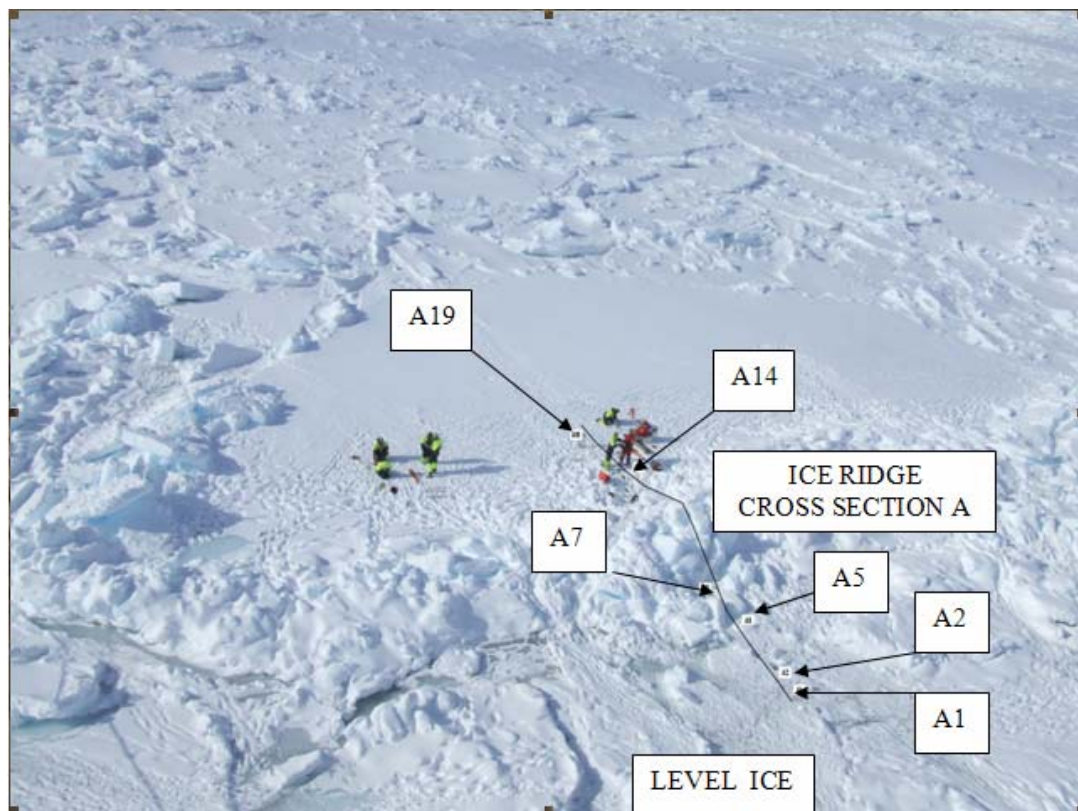 A19
A14
ICE RIDGE
CROSS SECTION A
A7
A5
A2
A1
LEVEL ICE